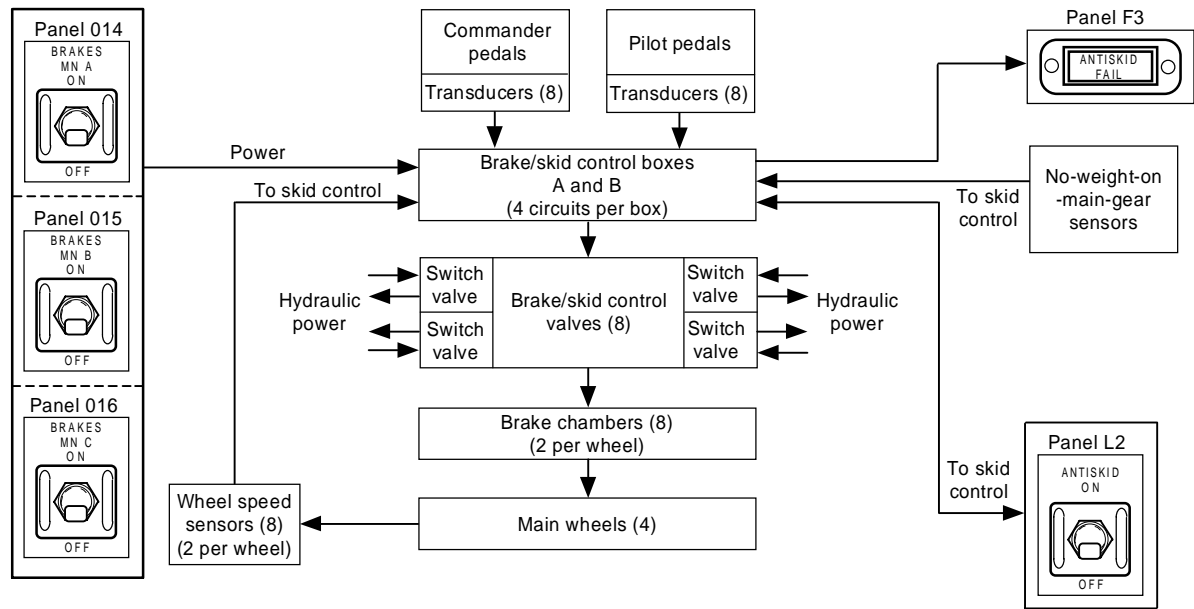 Panel 014
BRAKES
MN A
ON
OFF
Panel 015
BRAKES
MN B
ON
OFF
Panel 016
BRAKES
MN C
ON
OFF
Commander
pedals
Transducers (8)
Pilot pedals
Transducers (8)
Panel F3
ANTISKID
FAIL
Power
To skid control
Brake/skid control boxes
A and B
(4 circuits per box)
To skid
control
No-weight-on
-main-gear
sensors
Hydraulic
power
Switch
valve
Switch
valve
Brake/skid control
valves (8)
Switch
valve
Switch
valve
Hydraulic
power
Brake chambers (8)
(2 per wheel)
Wheel speed
sensors (8)
(2 per wheel)
Main wheels (4)
To skid
control
Panel L2
ANTISKID
ON
OFF